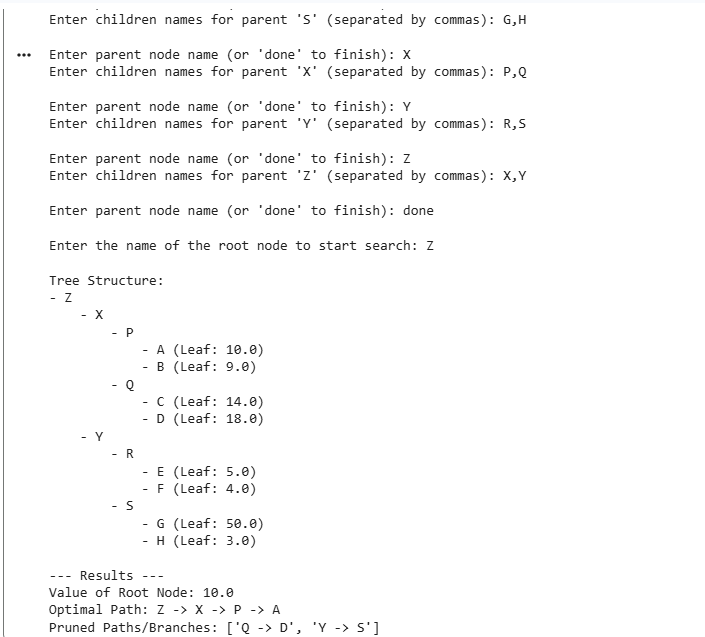 Enter children names for parent 'S' (separated by commas): G,H
Enter parent node name (or 'done' to finish): X
Enter children names for parent 'X' (separated by commas): P,Q
Enter parent node name (or 'done' to finish): Y
Enter children names for parent 'Y' (separated by commas): R,S
Enter parent node name (or 'done' to finish): Z
Enter children names for parent 'Z' (separated by commas): X,Y
Enter parent node name (or 'done' to finish): done
Enter the name of the root node to start search: Z
Tree Structure:
- Z
- X
- P
- A (Leaf: 10.0)
- B (Leaf: 9.0)
- Q
- C (Leaf: 14.0)
- D (Leaf: 18.0)
- Y
- R
- E (Leaf: 5.0)
- F (Leaf: 4.0)
- S
- G (Leaf: 50.0)
- H (Leaf: 3.0)
--- Results ---
Value of Root Node: 10.0
Optimal Path: Z -> X -> P -> A
Pruned Paths/Branches: ['Q -> D', 'Y -> S']